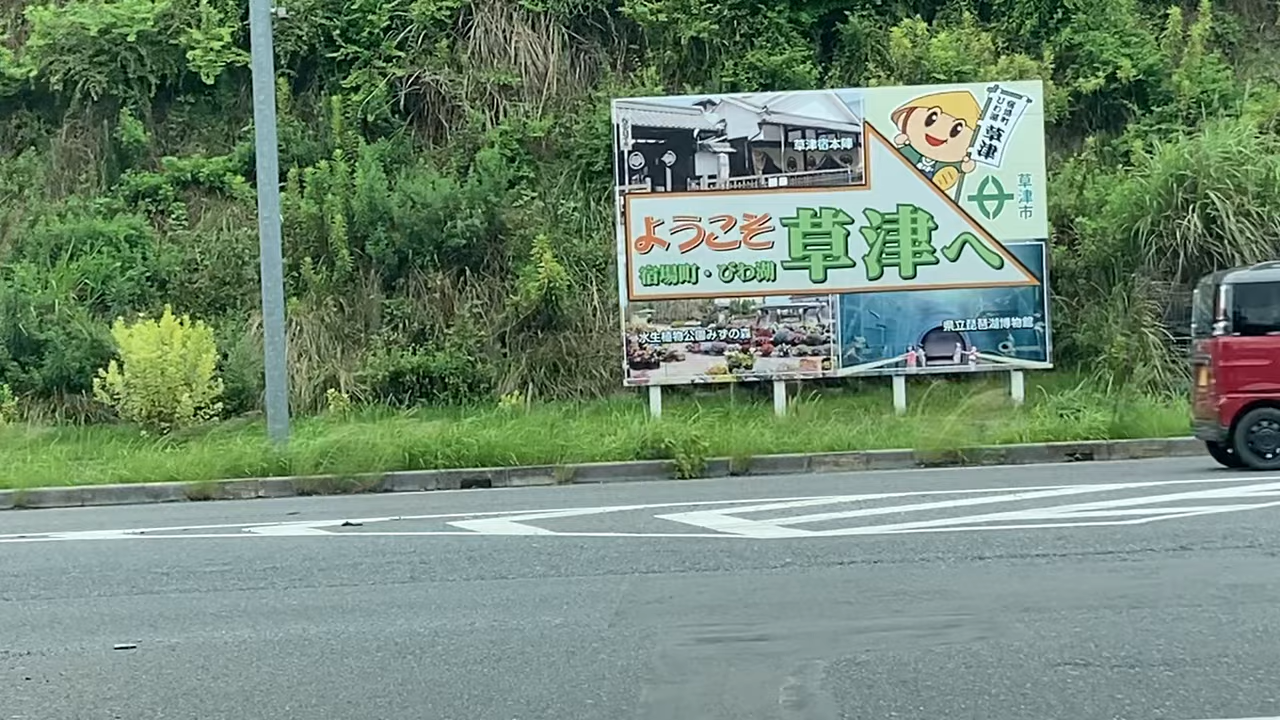 草津宿本陣
宿場町
びわ湖
草津
草津市
ようこそ草津へ
宿場町・びわ湖
水生植物公園みずの森
県立琵琶湖博物館